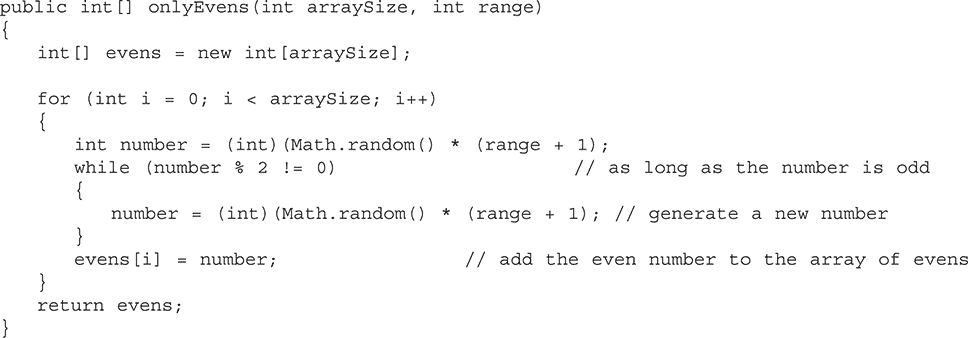 public int[] onlyEvens(int arraySize, int range)
{
int[] evens = new int[arraySize];
for (int i = 0; i < arraySize; i++)
{
int number = (int)(Math.random() * (range + 1);
while (number % 2 != 0) // as long as the number is odd
{
number = (int)(Math.random() * (range + 1); // generate a new number
}
evens[i] = number; // add the even number to the array of evens
}
return evens;
}